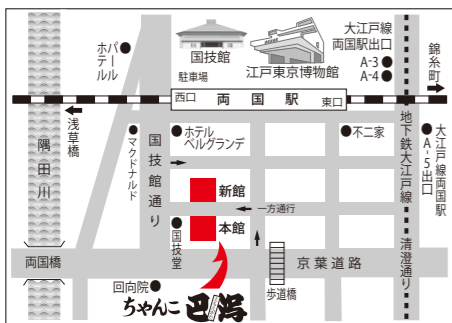 大江戸線
両国駅出口
A-3
A-4
錦糸町
国技館
駐車場
江戸東京博物館
パール
ホテル
西口
両国駅
東口
浅草橋
隅田川
マクドナルド
国技館通り
ホテル
ベルグランデ
不二家
地下鉄大江戸線
大江戸線両国駅
A-5出口
新館
一方通行
本館
国技堂
清澄通り
両国橋
京葉道路
回向院
歩道橋
ちゃんこ 巴潟